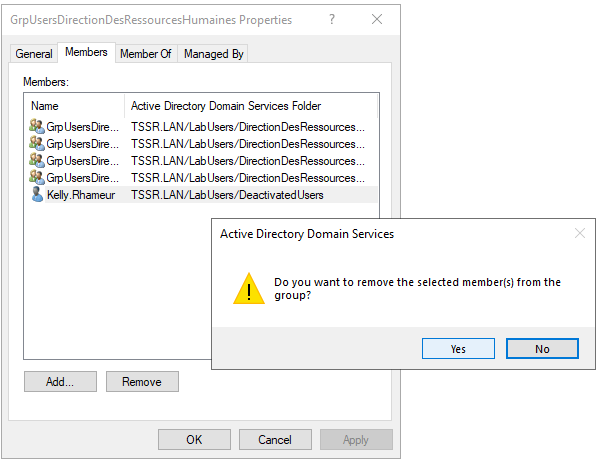 GrpUsersDirectionDesRessourcesHumaines Properties
?
General Members Member Of Managed By
Members:
Name Active Directory Domain Services Folder
GrpUsersDire... TSSR.LAN/LabUsers/DirectionDesRessources...
GrpUsersDire... TSSR.LAN/LabUsers/DirectionDesRessources...
GrpUsersDire... TSSR.LAN/LabUsers/DirectionDesRessources...
GrpUsersDire... TSSR.LAN/LabUsers/DirectionDesRessources...
Kelly.Rhameur TSSR.LAN/LabUsers/DeactivatedUsers
Active Directory Domain Services
Do you want to remove the selected member(s) from the
group?
Yes No
Add... Remove
OK Cancel Apply